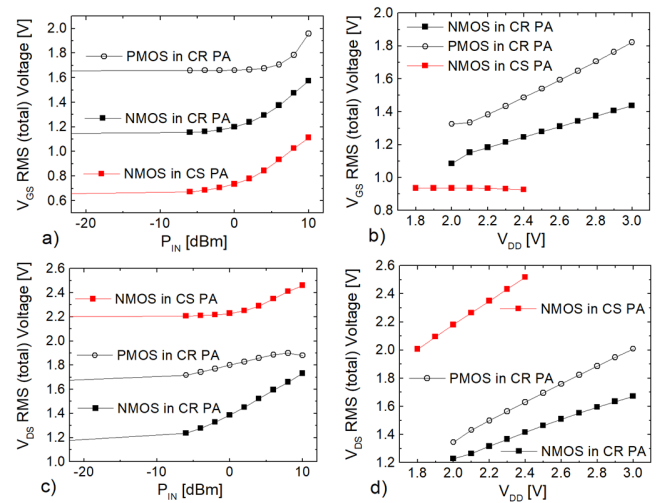 V_GS RMS (total) Voltage [V]
2.0
1.8
1.6
1.4
1.2
1.0
0.8
0.6
PMOS in CR PA
NMOS in CR PA
NMOS in CS PA
-20
-10
0
10
a)
P_IN [dBm]
V_GS RMS (total) Voltage [V]
2.0
1.8
1.6
1.4
1.2
1.0
0.8
NMOS in CR PA
PMOS in CR PA
NMOS in CS PA
1.8
2.0
2.2
2.4
2.6
2.8
3.0
b)
V_DD [V]
V_DS RMS (total) Voltage [V]
2.6
2.4
2.2
2.0
1.8
1.6
1.4
1.2
1.0
NMOS in CS PA
PMOS in CR PA
NMOS in CR PA
-20
-10
0
10
c)
P_IN [dBm]
V_DS RMS (total) Voltage [V]
2.6
2.4
2.2
2.0
1.8
1.6
1.4
1.2
NMOS in CS PA
PMOS in CR PA
NMOS in CR PA
1.8
2.0
2.2
2.4
2.6
2.8
3.0
d)
V_DD [V]